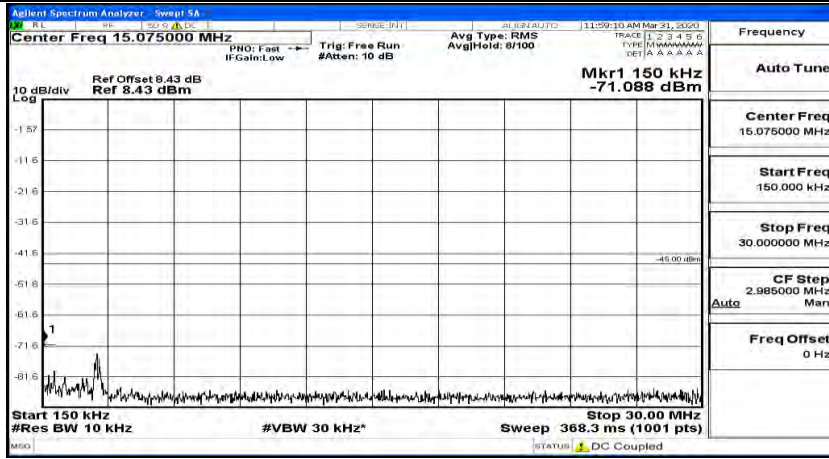 Agilent Spectrum Analyzer - Swept SA
RL RF 50 Ω DC SENSE:INT ALIGN AUTO 11:59:10 AM Mar 31, 2020
Center Freq 15.075000 MHz
PNO: Fast
IFGain:Low
Trig: Free Run
#Atten: 10 dB
Avg Type: RMS
Avg|Hold: 8/100
TRACE 1 2 3 4 5 6
TYPE MWWWWW
DET A A A A A A
Ref Offset 8.43 dB
Ref 8.43 dBm
10 dB/div
Log
Mkr1 150 kHz
-71.088 dBm
-1.57
-11.6
-21.6
-31.6
-41.6
-45.00 dBm
-51.6
-61.6
1
-71.6
-81.6
Start 150 kHz
Stop 30.00 MHz
#Res BW 10 kHz
#VBW 30 kHz*
Sweep 368.3 ms (1001 pts)
MSG
STATUS DC Coupled
Frequency
Auto Tune
Center Freq
15.075000 MHz
Start Freq
150.000 kHz
Stop Freq
30.000000 MHz
CF Step
2.985000 MHz
Auto Man
Freq Offset
0 Hz